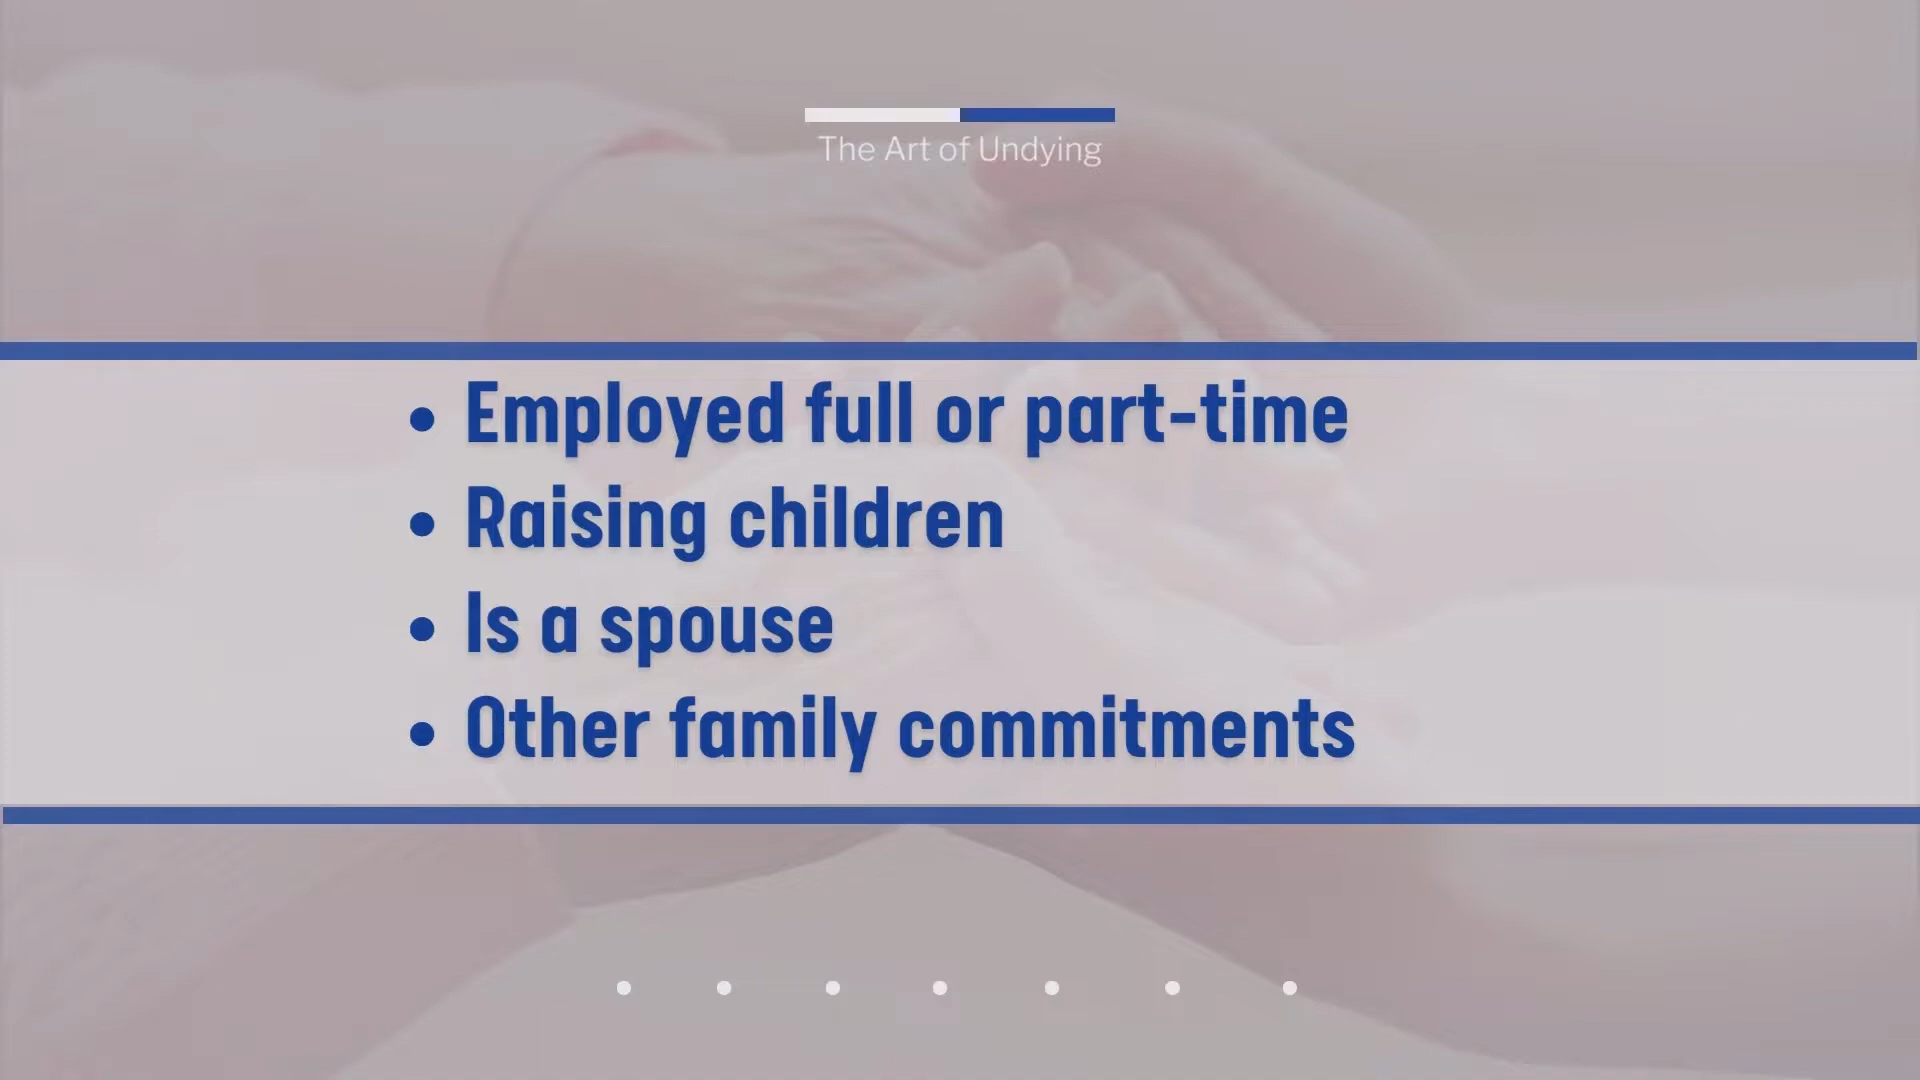 The Art of Undying
• Employed full or part-time
• Raising children
• Is a spouse
• Other family commitments